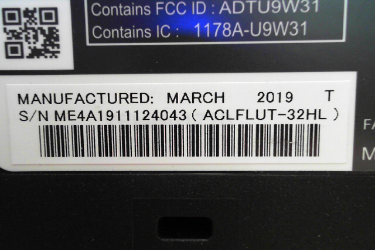 Contains FCC ID : ADTU9W31
Contains IC : 1178A-U9W31
MANUFACTURED: MARCH 2019 T
S/N ME4A1911124043 ( ACLFLUT-32HL )